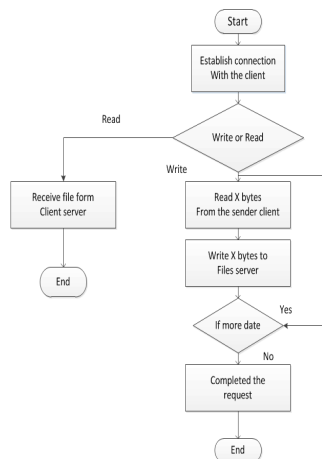 Start
Establish connection
With the client
Write or Read
Read
Write
Receive file form
Client server
End
Read X bytes
From the sender client
Write X bytes to
Files server
If more date
Yes
No
Completed the
request
End